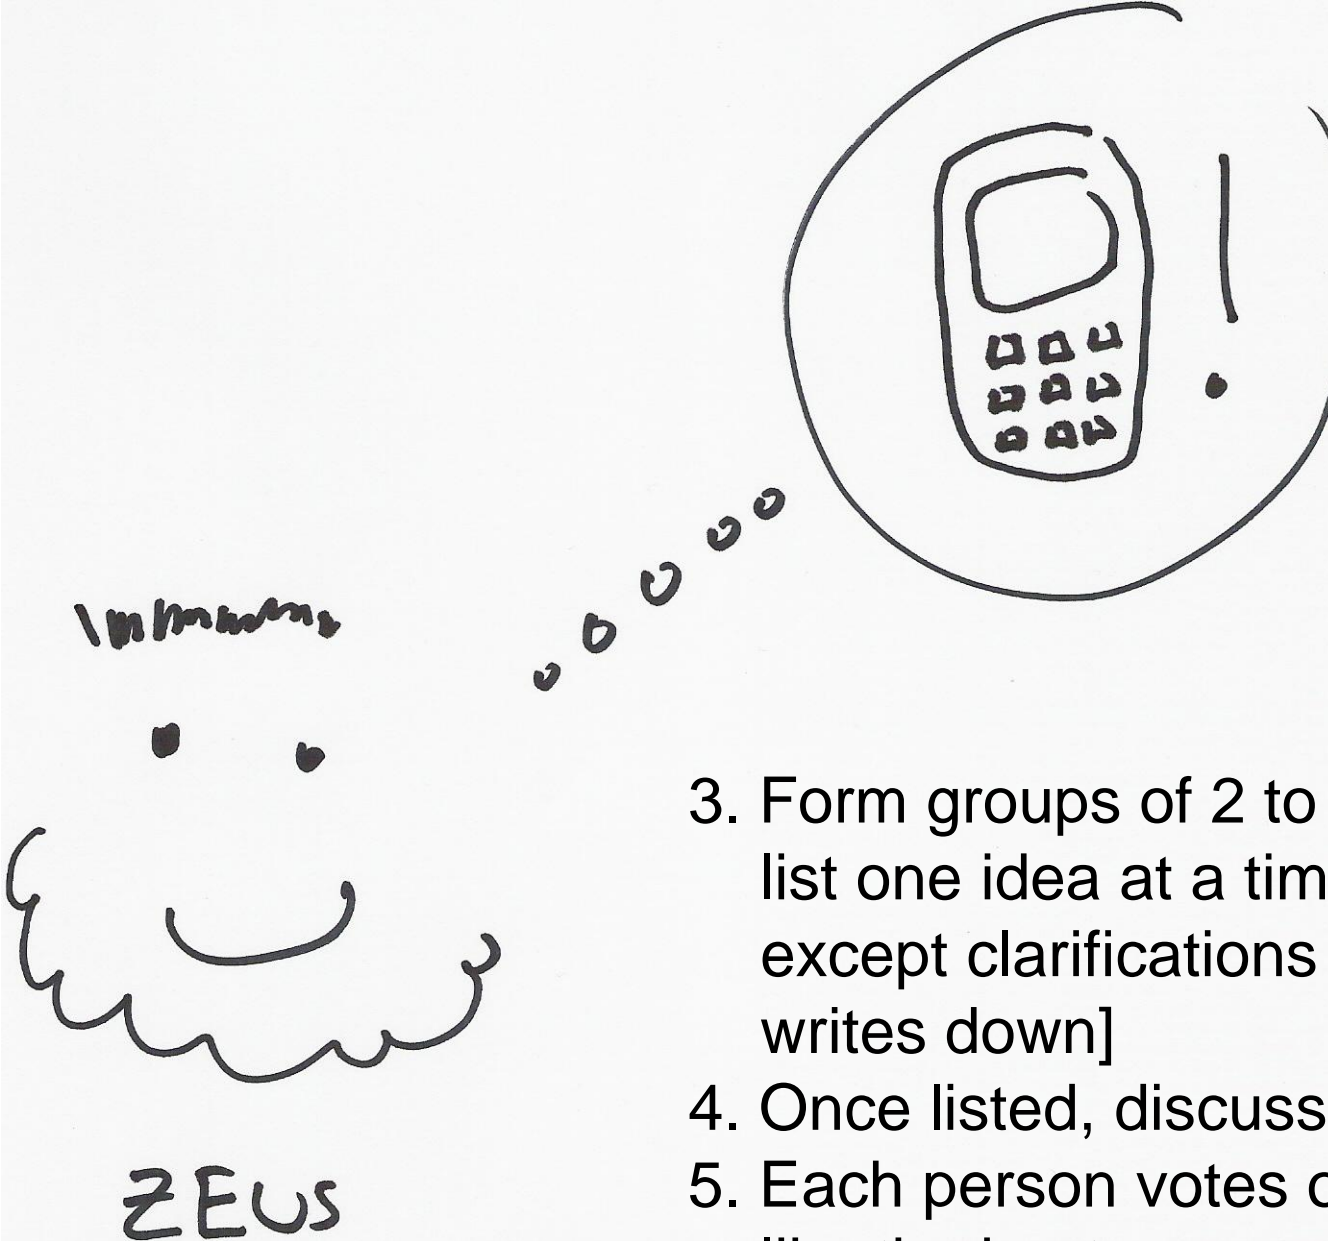 !
3. Form groups of 2 to
list one idea at a tim
except clarifications
writes down]
4. Once listed, discuss
5. Each person votes o
ZEUS